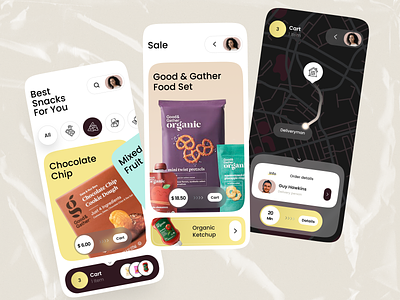 Best
Snacks
For You
All
Chocolate
Chip
Mixed
Fruit
Good & Gather
Chocolate Chip
Cookie Dough
$ 6.00
Cart
3
Cart
Sale
Good & Gather
Food Set
Good&
Gather
organic
mini twist pretzels
organic
$ 18.50
Cart
Organic
Ketchup
3
Cart
Deliveryman
Order details
Guy Hawkins
20
Min
Details